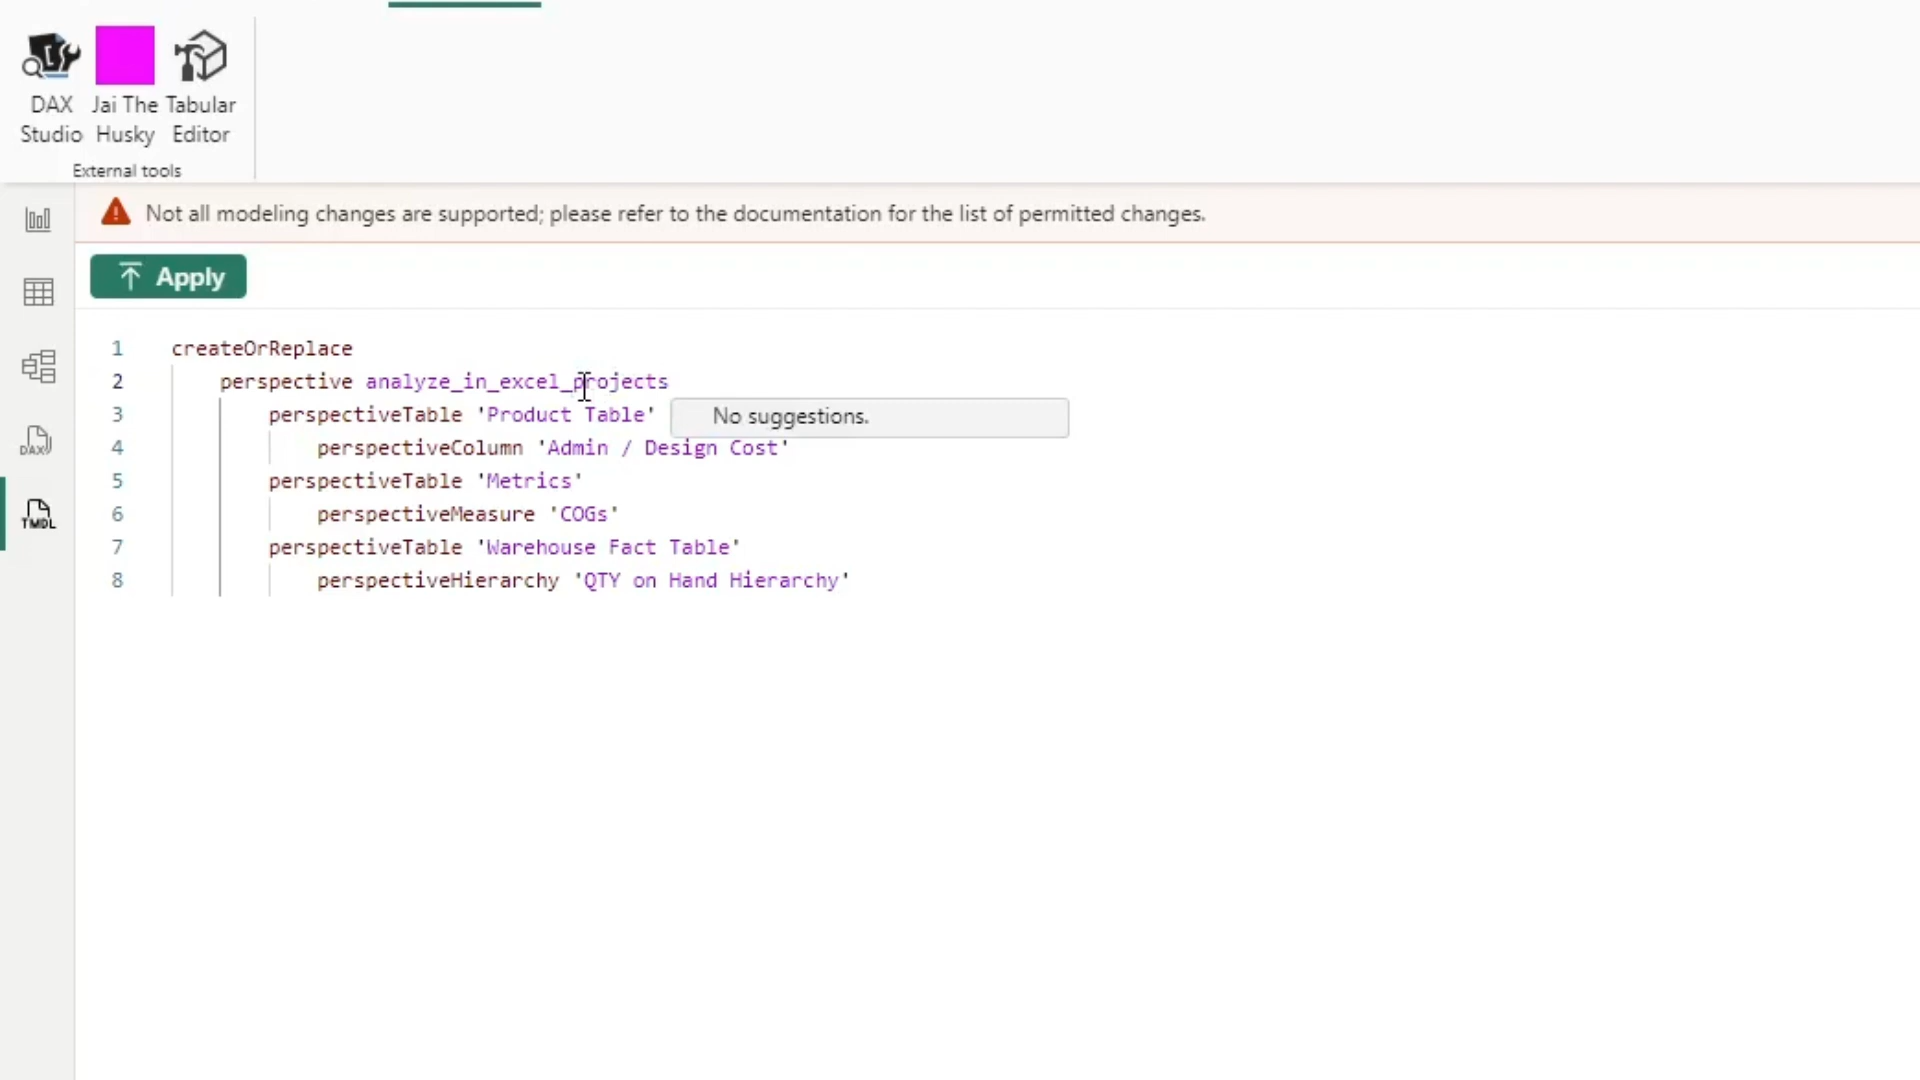 DAX
Studio
Jai The
Husky
Tabular
Editor
External tools
Not all modeling changes are supported; please refer to the documentation for the list of permitted changes.
Apply
1 createOrReplace
2 perspective analyze_in_excel_projects
3 perspectiveTable 'Product Table'
No suggestions.
4 perspectiveColumn 'Admin / Design Cost'
5 perspectiveTable 'Metrics'
6 perspectiveMeasure 'COGs'
7 perspectiveTable 'Warehouse Fact Table'
8 perspectiveHierarchy 'QTY on Hand Hierarchy'
DAX
TMDL